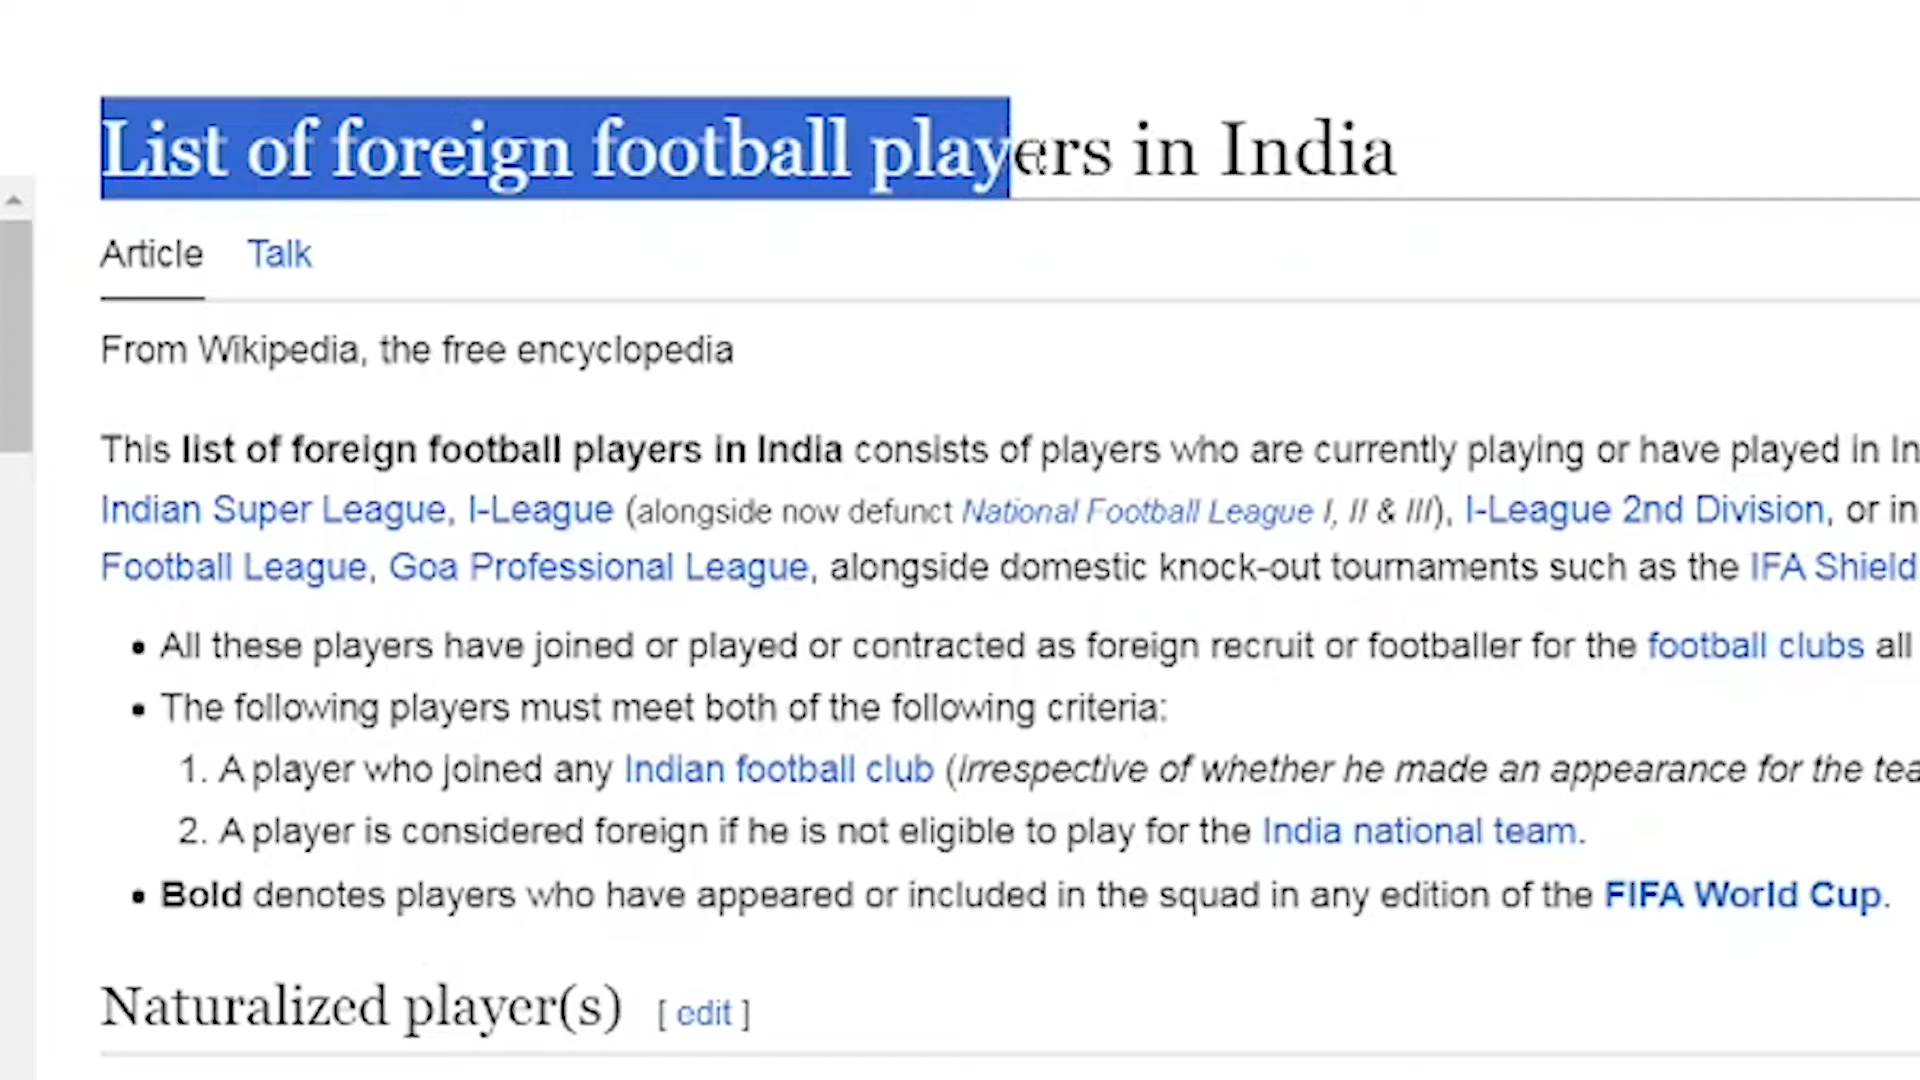 List of foreign football players in India
Article Talk
From Wikipedia, the free encyclopedia
This list of foreign football players in India consists of players who are currently playing or have played in In
Indian Super League, I-League (alongside now defunct National Football League I, II & III), I-League 2nd Division, or in
Football League, Goa Professional League, alongside domestic knock-out tournaments such as the IFA Shield
• All these players have joined or played or contracted as foreign recruit or footballer for the football clubs all
• The following players must meet both of the following criteria:
1. A player who joined any Indian football club (irrespective of whether he made an appearance for the tea
2. A player is considered foreign if he is not eligible to play for the India national team.
• Bold denotes players who have appeared or included in the squad in any edition of the FIFA World Cup.
Naturalized player(s) [ edit ]